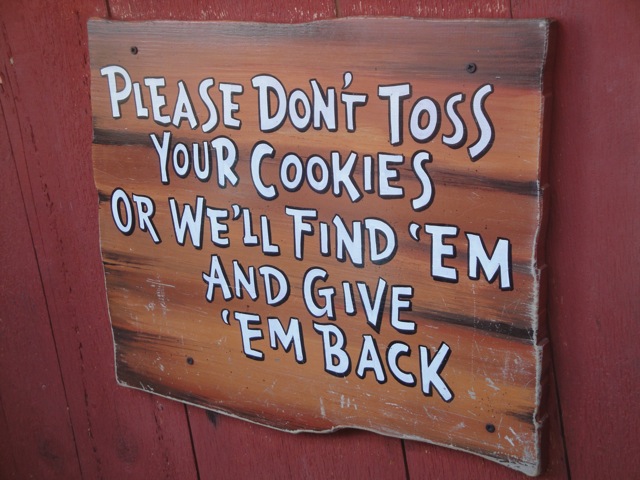 Please Don't Toss
Your Cookies
or We'll Find 'Em
and Give
'Em Back